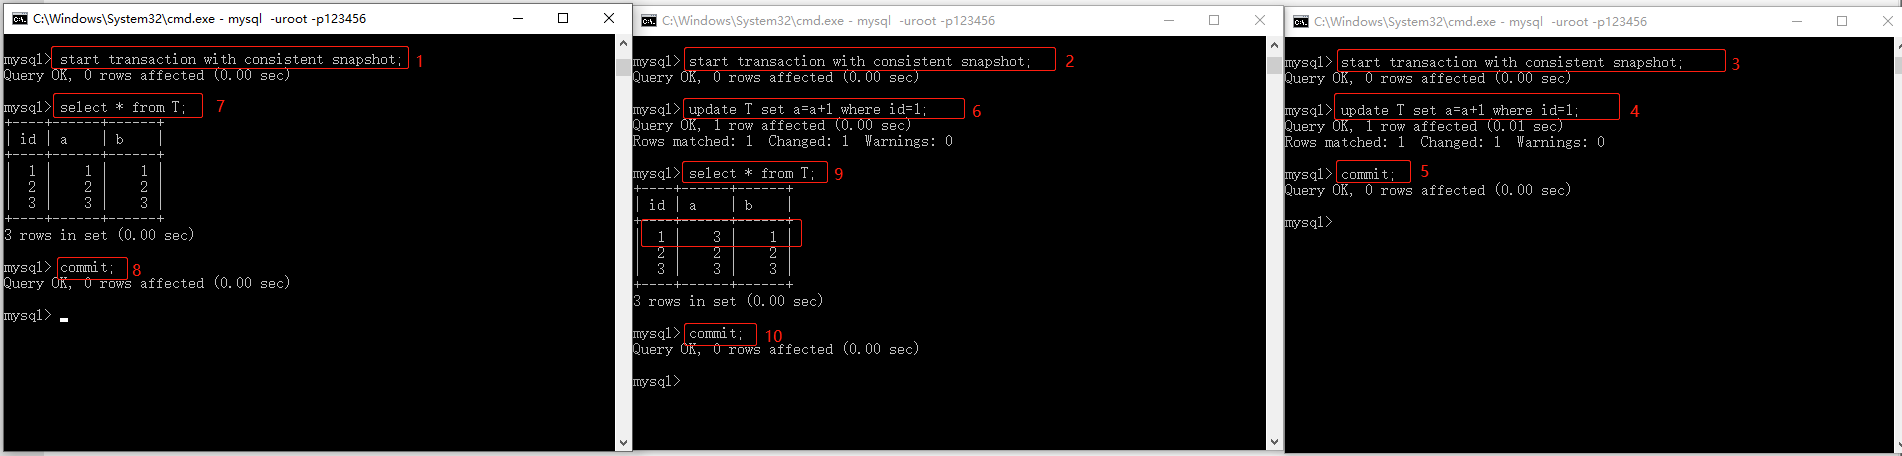 C:\Windows\System32\cmd.exe - mysql  -uroot -p123456
mysql> start transaction with consistent snapshot; 1
Query OK, 0 rows affected (0.00 sec)
mysql> select * from T; 7
+------+------+------+
| id | a | b |
+------+------+------+
| 1 | 1 | 1 |
| 2 | 2 | 2 |
| 3 | 3 | 3 |
+------+------+------+
3 rows in set (0.00 sec)
mysql> commit; 8
Query OK, 0 rows affected (0.00 sec)
mysql>
C:\Windows\System32\cmd.exe - mysql  -uroot -p123456
mysql> start transaction with consistent snapshot; 2
Query OK, 0 rows affected (0.00 sec)
mysql> update T set a=a+1 where id=1; 6
Query OK, 1 row affected (0.00 sec)
Rows matched: 1  Changed: 1  Warnings: 0
mysql> select * from T; 9
+----+------+------+
| id | a | b |
+----+------+------+
| 1 | 3 | 1 |
| 2 | 2 | 2 |
| 3 | 3 | 3 |
+----+------+------+
3 rows in set (0.00 sec)
mysql> commit; 10
Query OK, 0 rows affected (0.00 sec)
mysql>
C:\Windows\System32\cmd.exe - mysql  -uroot -p123456
mysql> start transaction with consistent snapshot; 3
Query OK, 0 rows affected (0.00 sec)
mysql> update T set a=a+1 where id=1; 4
Query OK, 1 row affected (0.01 sec)
Rows matched: 1  Changed: 1  Warnings: 0
mysql> commit; 5
Query OK, 0 rows affected (0.00 sec)
mysql>